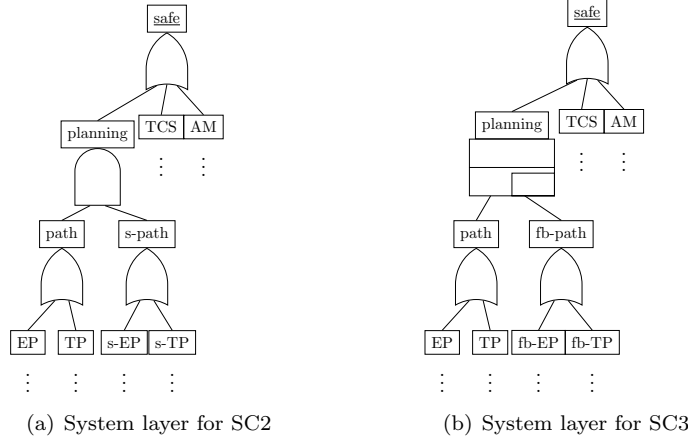 safe
planning TCS AM
path s-path
EP TP s-EP s-TP
(a) System layer for SC2
safe
planning TCS AM
path fb-path
EP TP fb-EP fb-TP
(b) System layer for SC3